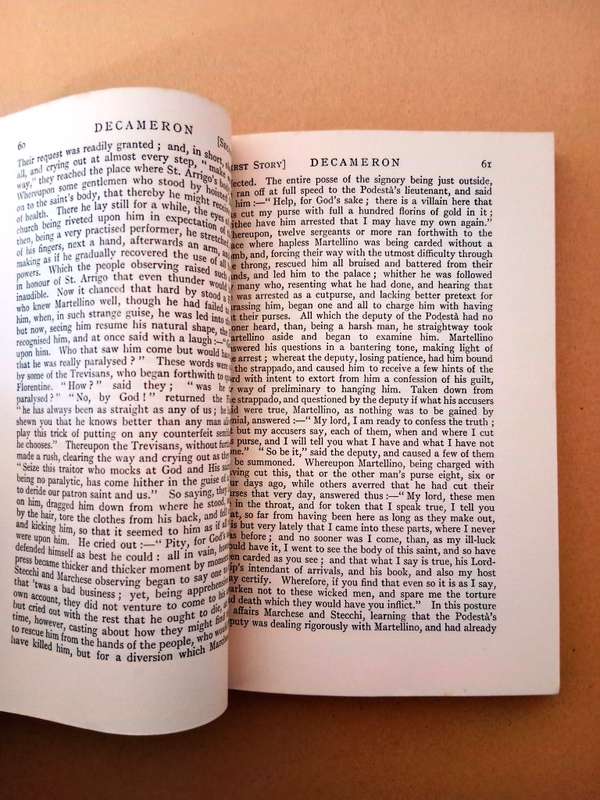 60
DECAMERON
Their request was readily granted ; and, in short,
all, and crying out at almost every step, “make
way,” they reached the place where St. Arrigo's body
Whereupon some gentlemen who stood by hoisted
on to the saint's body, that thereby he might receive
of health. There he lay still for a while, the eyes of
church being riveted upon him in expectation of
then, being a very practised performer, he stretched
of his fingers, next a hand, afterwards an arm,
making as if he gradually recovered the use of all
powers. Which the people observing raised such
in honour of St. Arrigo that even thunder would
inaudible. Now it chanced that hard by stood a
who knew Martellino well, though he had failed
him, when, in such strange guise, he was led into
but now, seeing him resume his natural shape, the
recognised him, and at once said with a laugh :—“
upon him. Who saw him come but would have
that he was really paralysed ? ” These words were
by some of the Trevisans, who began forthwith to
Florentine. “ How ? ” said they ; “ was he
paralysed ? ” “ No, by God ! ” returned the
“ he has always been as straight as any of us ; he
shewn you that he knows better than any man
play this trick of putting on any counterfeit
he chooses.” Thereupon the Trevisans, without
made a rush, clearing the way and crying out as they
“ Seize this traitor who mocks at God and His
being no paralytic, has come hither in the guise of
to deride our patron saint and us.” So saying, they
on him, dragged him down from where he stood,
by the hair, tore the clothes from his back, and fell
and kicking him, so that it seemed to him as if all
were upon him. He cried out :—“ Pity, for God's
defended himself as best he could : all in vain, however
press became thicker and thicker moment by moment
Stecchi and Marchese observing began to say one
that 'twas a bad business ; yet, being apprehensive
own account, they did not venture to come to his
but cried out with the rest that he ought to die,
time, however, casting about how they might find
to rescue him from the hands of the people, who would
have killed him, but for a diversion which Marchese
FIRST STORY]
DECAMERON
61
effected. The entire posse of the signory being just outside,
ran off at full speed to the Podestà's lieutenant, and said
him :—“ Help, for God's sake ; there is a villain here that
has cut my purse with full a hundred florins of gold in it ;
prithee have him arrested that I may have my own again.”
Whereupon, twelve sergeants or more ran forthwith to the
place where hapless Martellino was being carded without a
comb, and, forcing their way with the utmost difficulty through
the throng, rescued him all bruised and battered from their
hands, and led him to the palace ; whither he was followed
many who, resenting what he had done, and hearing that
was arrested as a cutpurse, and lacking better pretext for
harassing him, began one and all to charge him with having
their purses. All which the deputy of the Podestà had no
sooner heard, than, being a harsh man, he straightway took
Martellino aside and began to examine him. Martellino
answered his questions in a bantering tone, making light of
the arrest ; whereat the deputy, losing patience, had him bound
the strappado, and caused him to receive a few hints of the
cord with intent to extort from him a confession of his guilt,
way of preliminary to hanging him. Taken down from
the strappado, and questioned by the deputy if what his accusers
said were true, Martellino, as nothing was to be gained by
denial, answered :—“ My lord, I am ready to confess the truth ;
but my accusers say, each of them, when and where I cut
purse, and I will tell you what I have and what I have not
done.” “ So be it,” said the deputy, and caused a few of them
be summoned. Whereupon Martellino, being charged with
having cut this, that or the other man's purse eight, six or
four days ago, while others averred that he had cut their
purses that very day, answered thus :—“ My lord, these men
in the throat, and for token that I speak true, I tell you
that, so far from having been here as long as they make out,
is but very lately that I came into these parts, where I never
was before ; and no sooner was I come, than, as my ill-luck
would have it, I went to see the body of this saint, and so have
been carded as you see ; and that what I say is true, his Lord-
ship's intendant of arrivals, and his book, and also my host
may certify. Wherefore, if you find that even so it is as I say,
hearken not to these wicked men, and spare me the torture
and death which they would have you inflict.” In this posture
affairs Marchese and Stecchi, learning that the Podestà's
deputy was dealing rigorously with Martellino, and had already